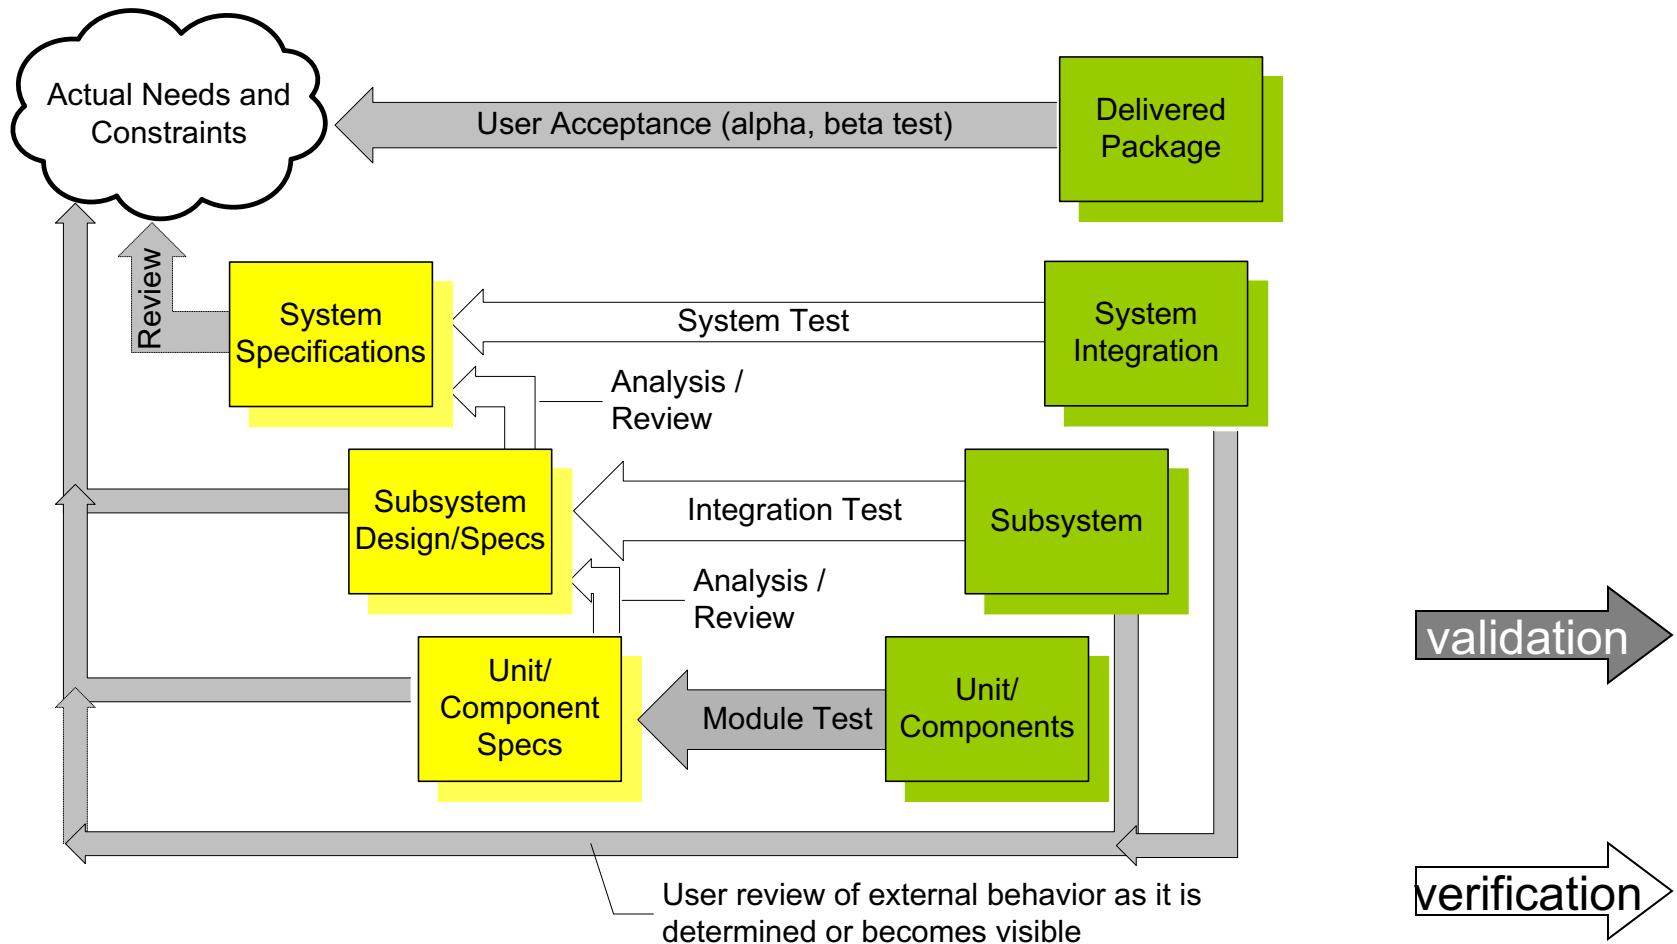 Actual Needs and
Constraints
User Acceptance (alpha, beta test)
Delivered
Package
Review
System
Specifications
System Test
System
Integration
Analysis /
Review
Subsystem
Design/Specs
Integration Test
Subsystem
Analysis /
Review
validation
Unit/
Component
Specs
Module Test
Unit/
Components
User review of external behavior as it is
determined or becomes visible
verification